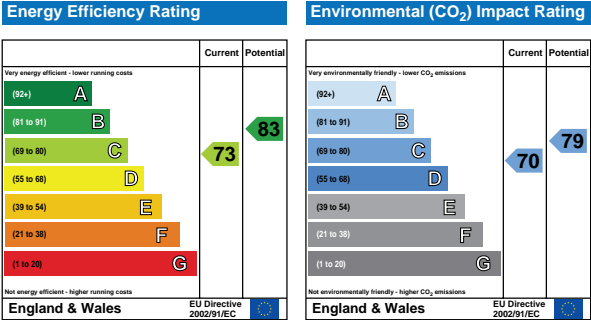 Energy Efficiency Rating
Current Potential
Very energy efficient - lower running costs
(92+) A
(81 to 91) B
(69 to 80) C
(55 to 68) D
(39 to 54) E
(21 to 38) F
(1 to 20) G
73
83
Not energy efficient - higher running costs
England & Wales
EU Directive
2002/91/EC
Environmental (CO₂) Impact Rating
Current Potential
Very environmentally friendly - lower CO₂ emissions
(92+) A
(81 to 91) B
(69 to 80) C
(55 to 68) D
(39 to 54) E
(21 to 38) F
(1 to 20) G
70
79
Not environmentally friendly - higher CO₂ emissions
England & Wales
EU Directive
2002/91/EC